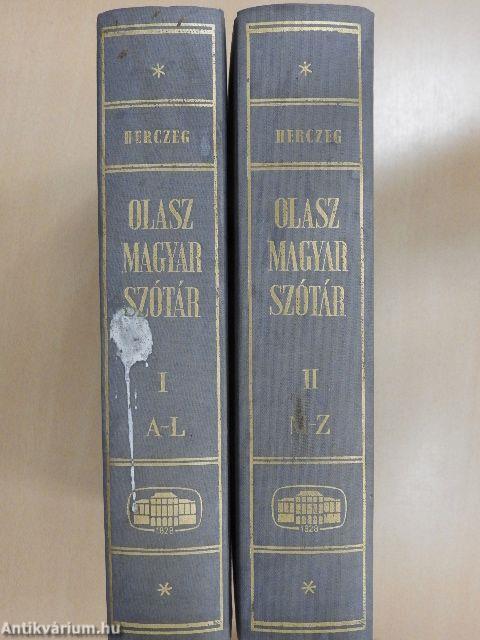 *
HERCZEG
OLASZ
MAGYAR
SZÓTÁR
I
A-L
1828
*
*
HERCZEG
OLASZ
MAGYAR
SZÓTÁR
II
M-Z
1828
*
Antikvárium.hu